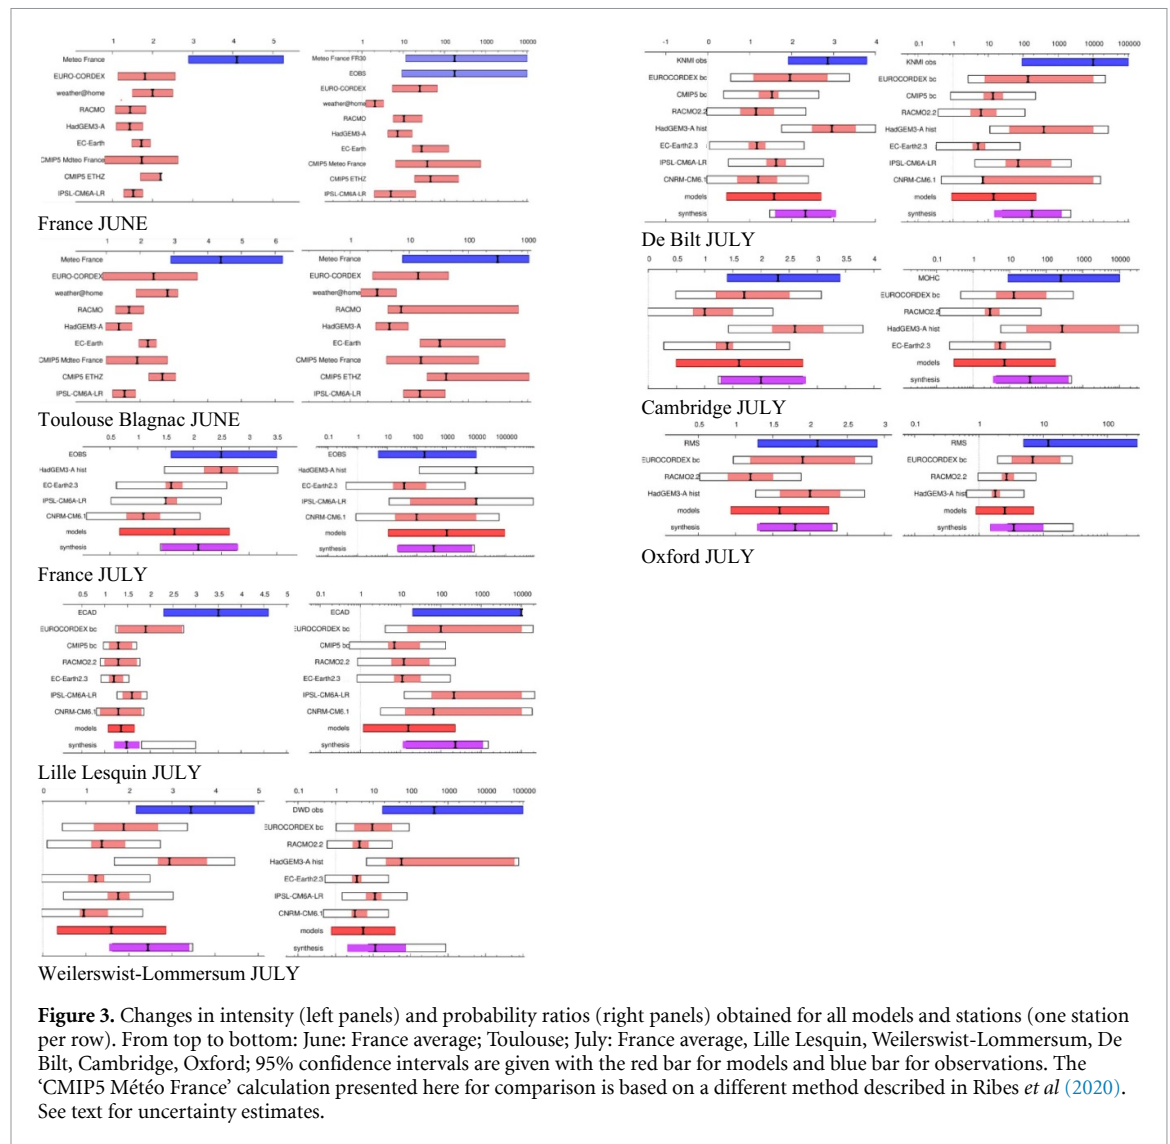 1 2 3 4 5
1 10 100 1000 10000
Meteo France
EURO-CORDEX
weather@home
RACMO
HadGEM3-A
EC-Earth
CMIP5 Météo France
CMIP5 ETHZ
IPSL-CM6A-LR
Meteo France FR30
EOBS
EURO-CORDEX
weather@home
RACMO
HadGEM3-A
EC-Earth
CMIP5 Meteo France
CMIP5 ETHZ
IPSL-CM6A-LR
France JUNE
1 2 3 4 5 6
1 10 100 1000
Meteo France
EURO-CORDEX
weather@home
RACMO
HadGEM3-A
EC-Earth
CMIP5 Météo France
CMIP5 ETHZ
IPSL-CM6A-LR
Meteo France
EURO-CORDEX
weather@home
RACMO
HadGEM3-A
EC-Earth
CMIP5 Meteo France
CMIP5 ETHZ
IPSL-CM6A-LR
Toulouse Blagnac JUNE
0.5 1 1.5 2 2.5 3 3.5
0.1 1 10 100 1000 10000 100000
EOBS
HadGEM3-A hist
EC-Earth2.3
IPSL-CM6A-LR
CNRM-CM6.1
models
synthesis
EOBS
HadGEM3-A hist
EC-Earth2.3
IPSL-CM6A-LR
CNRM-CM6.1
models
synthesis
France JULY
0.5 1 1.5 2 2.5 3 3.5 4 4.5 5
0.1 1 10 100 1000 10000
ECAD
EUROCORDEX bc
CMIP5 bc
RACMO2.2
EC-Earth2.3
IPSL-CM6A-LR
CNRM-CM6.1
models
synthesis
ECAD
EUROCORDEX bc
CMIP5 bc
RACMO2.2
EC-Earth2.3
IPSL-CM6A-LR
CNRM-CM6.1
models
synthesis
Lille Lesquin JULY
0 1 2 3 4 5
0.1 1 10 100 1000 10000 100000
DWD obs
EUROCORDEX bc
RACMO2.2
HadGEM3-A hist
EC-Earth2.3
IPSL-CM6A-LR
CNRM-CM6.1
models
synthesis
Weilerswist-Lommersum JULY
-1 0 1 2 3 4
0.1 1 10 100 1000 10000 100000
KNMI obs
EUROCORDEX bc
CMIP5 bc
RACMO2.2
HadGEM3-A hist
EC-Earth2.3
IPSL-CM6A-LR
CNRM-CM6.1
models
synthesis
KNMI obs
EUROCORDEX bc
CMIP5 bc
RACMO2.2
HadGEM3-A hist
EC-Earth2.3
IPSL-CM6A-LR
CNRM-CM6.1
models
synthesis
De Bilt JULY
0 0.5 1 1.5 2 2.5 3 3.5 4
0.1 1 10 100 1000 10000
MOHC
EUROCORDEX bc
RACMO2.2
HadGEM3-A hist
EC-Earth2.3
models
synthesis
Cambridge JULY
0.5 1 1.5 2 2.5 3
0.1 1 10 100
RMS
EUROCORDEX bc
RACMO2.2
HadGEM3-A hist
models
synthesis
RMS
EUROCORDEX bc
RACMO2.2
HadGEM3-A hist
models
synthesis
Oxford JULY
Figure 3. Changes in intensity (left panels) and probability ratios (right panels) obtained for all models and stations (one station
per row). From top to bottom: June: France average; Toulouse; July: France average, Lille Lesquin, Weilerswist-Lommersum, De
Bilt, Cambridge, Oxford; 95% confidence intervals are given with the red bar for models and blue bar for observations. The
‘CMIP5 Météo France’ calculation presented here for comparison is based on a different method described in Ribes et al (2020).
See text for uncertainty estimates.